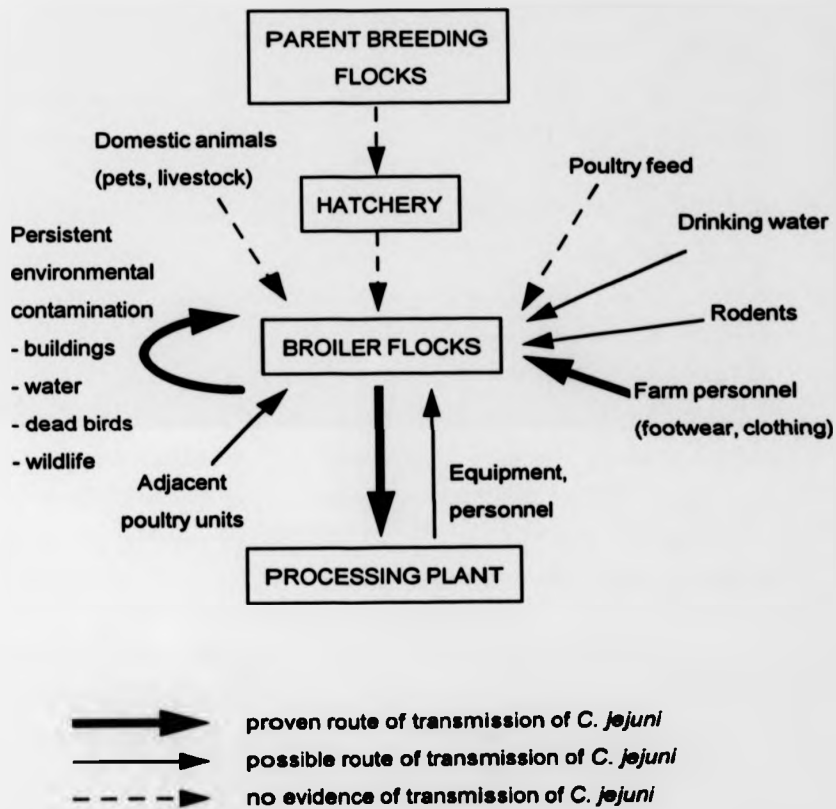 PARENT BREEDING
FLOCKS
Domestic animals
(pets, livestock)
HATCHERY
Poultry feed
Drinking water
Rodents
Farm personnel
(footwear, clothing)
Persistent
environmental
contamination
- buildings
- water
- dead birds
- wildlife
BROILER FLOCKS
Adjacent
poultry units
Equipment,
personnel
PROCESSING PLANT
proven route of transmission of C. jejuni
possible route of transmission of C. jejuni
no evidence of transmission of C. jejuni